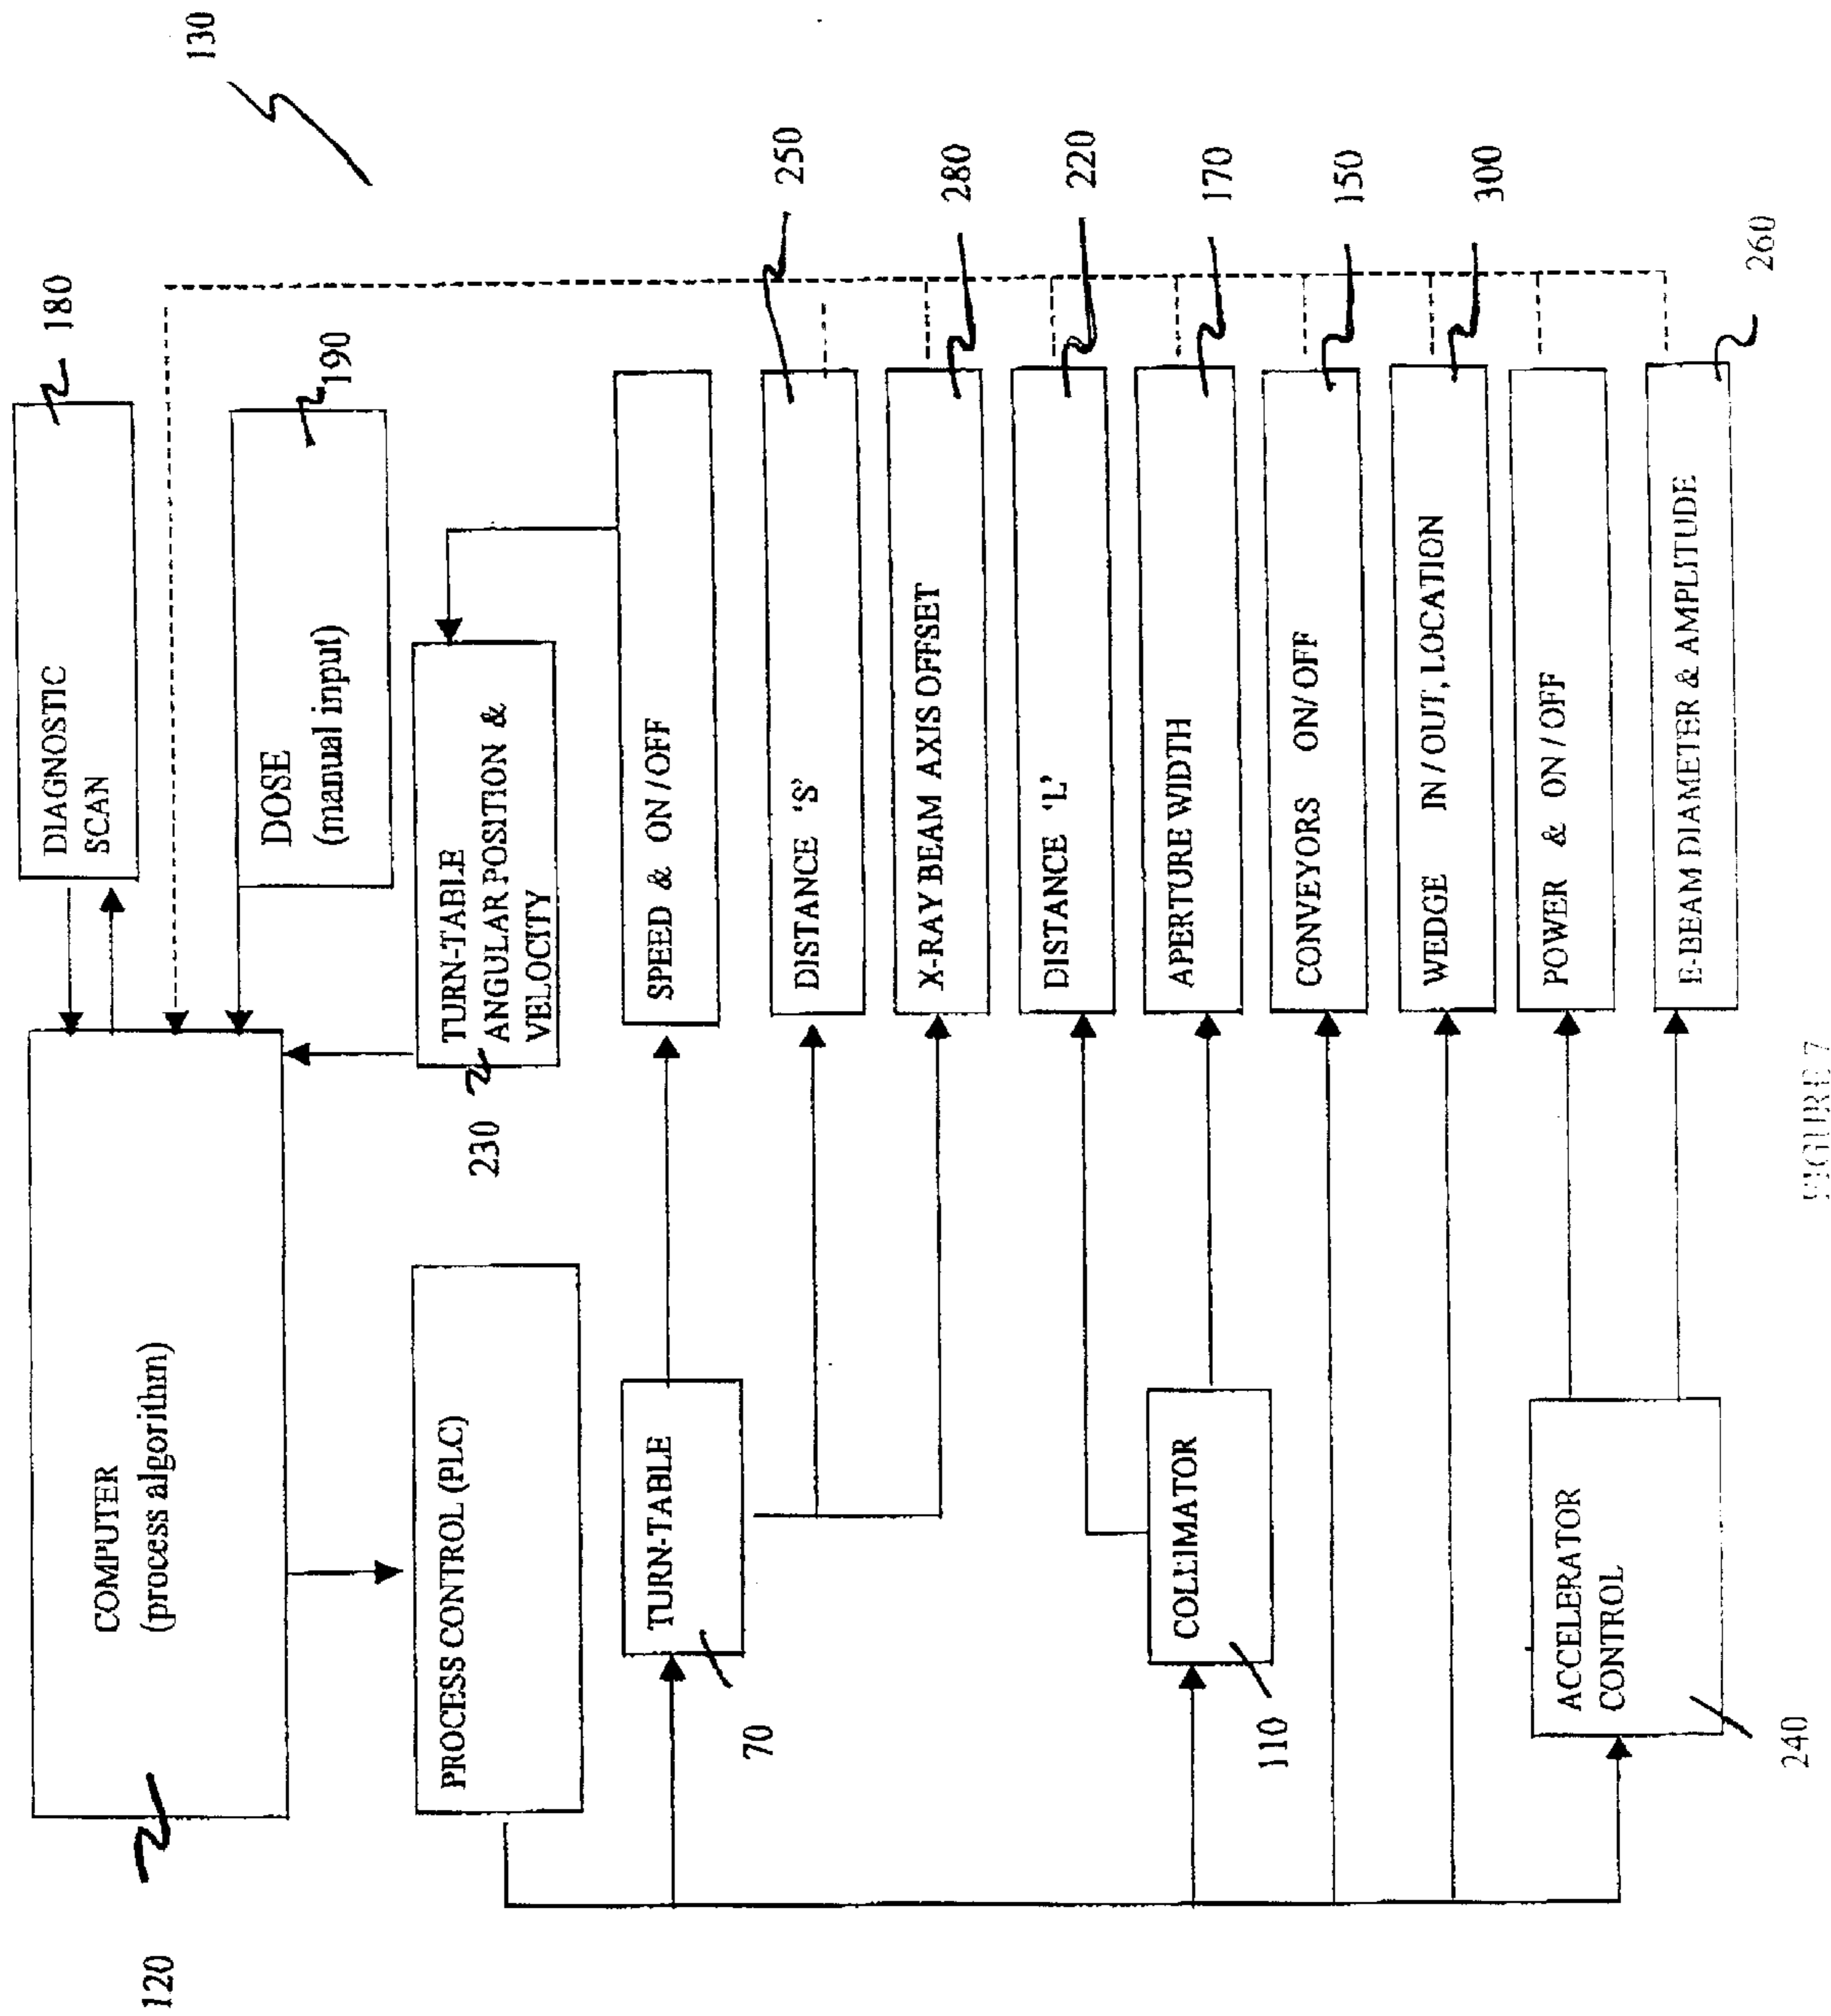 130
180
DIAGNOSTIC
SCAN
190
DOSE
(manual input)
120
COMPUTER
(process algorithm)
230
TURN-TABLE
ANGULAR POSITION &
VELOCITY
PROCESS CONTROL (PLC)
70
TURN-TABLE
SPEED & ON / OFF
250
DISTANCE 'S'
280
X-RAY BEAM AXIS OFFSET
220
DISTANCE 'L'
110
COLLIMATOR
170
APERTURE WIDTH
150
CONVEYORS ON/ OFF
300
WEDGE IN / OUT, LOCATION
240
ACCELERATOR
CONTROL
POWER & ON / OFF
260
E-BEAM DIAMETER & AMPLITUDE
FIGURE 7